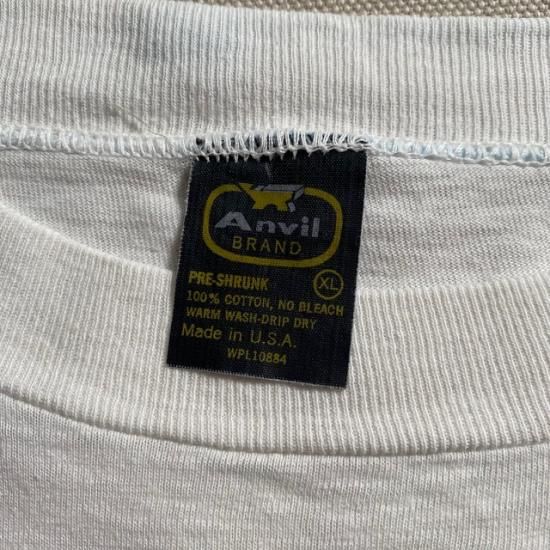 Anvil
BRAND
PRE-SHRUNK XL
100% COTTON, NO BLEACH
WARM WASH-DRIP DRY
Made in U.S.A.
WPL10884